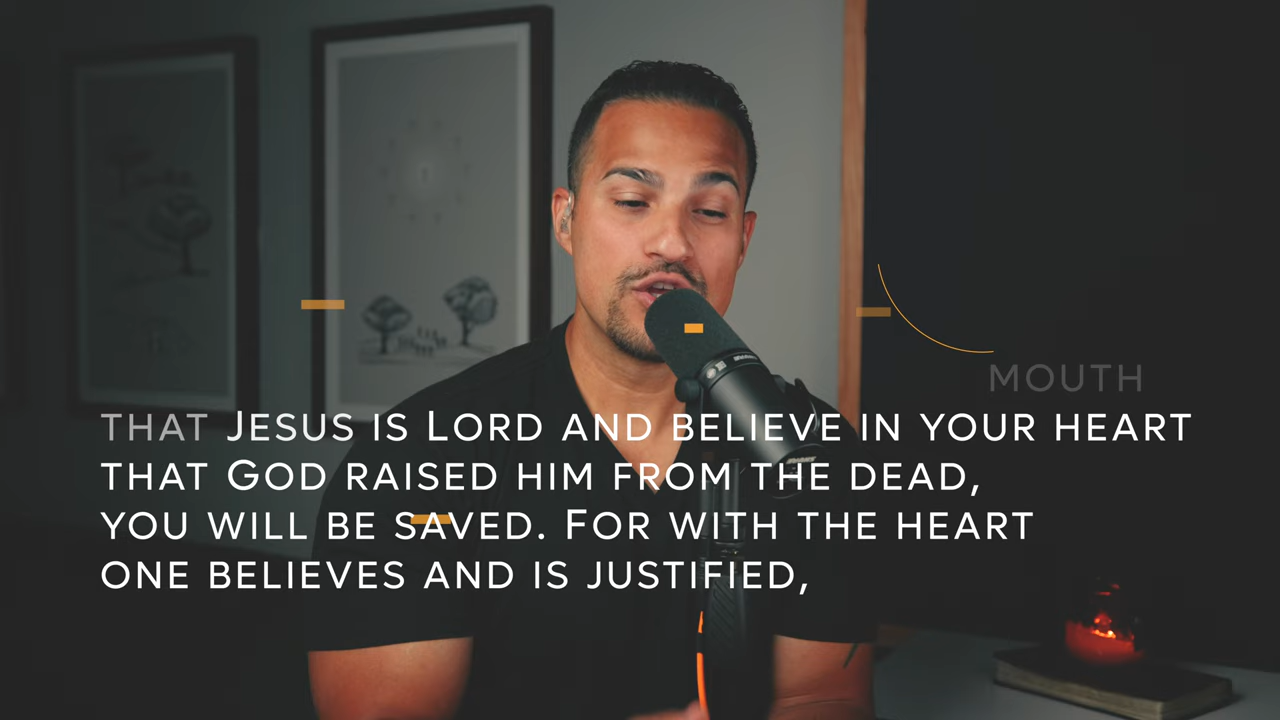 MOUTH
THAT JESUS IS LORD AND BELIEVE IN YOUR HEART
THAT GOD RAISED HIM FROM THE DEAD,
YOU WILL BE SAVED. FOR WITH THE HEART
ONE BELIEVES AND IS JUSTIFIED,